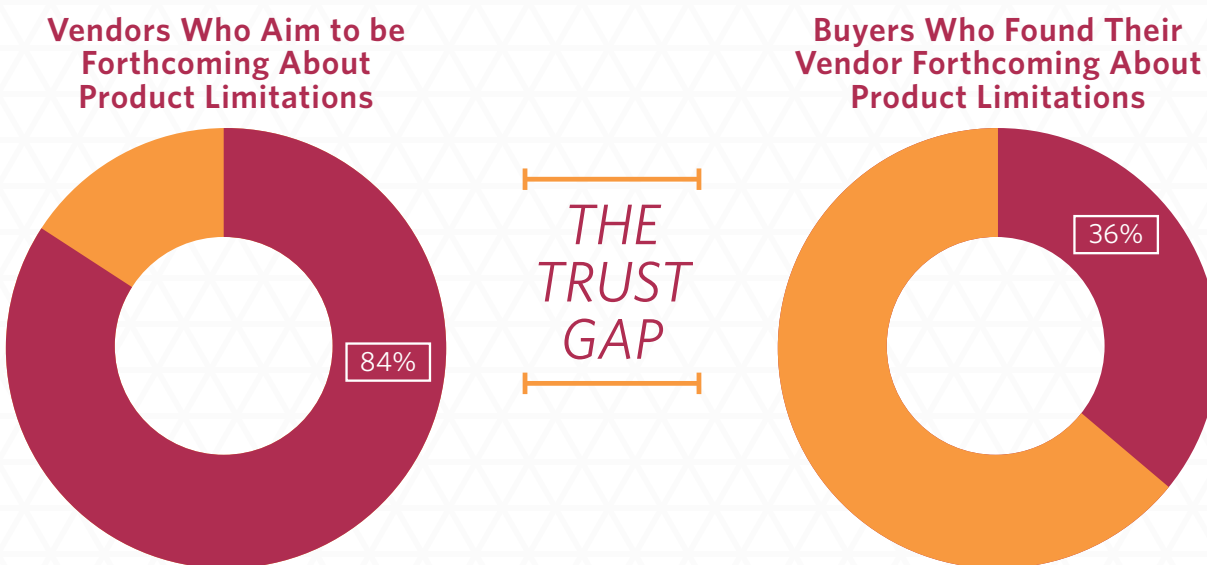 Vendors Who Aim to be
Forthcoming About
Product Limitations
84%
THE
TRUST
GAP
Buyers Who Found Their
Vendor Forthcoming About
Product Limitations
36%